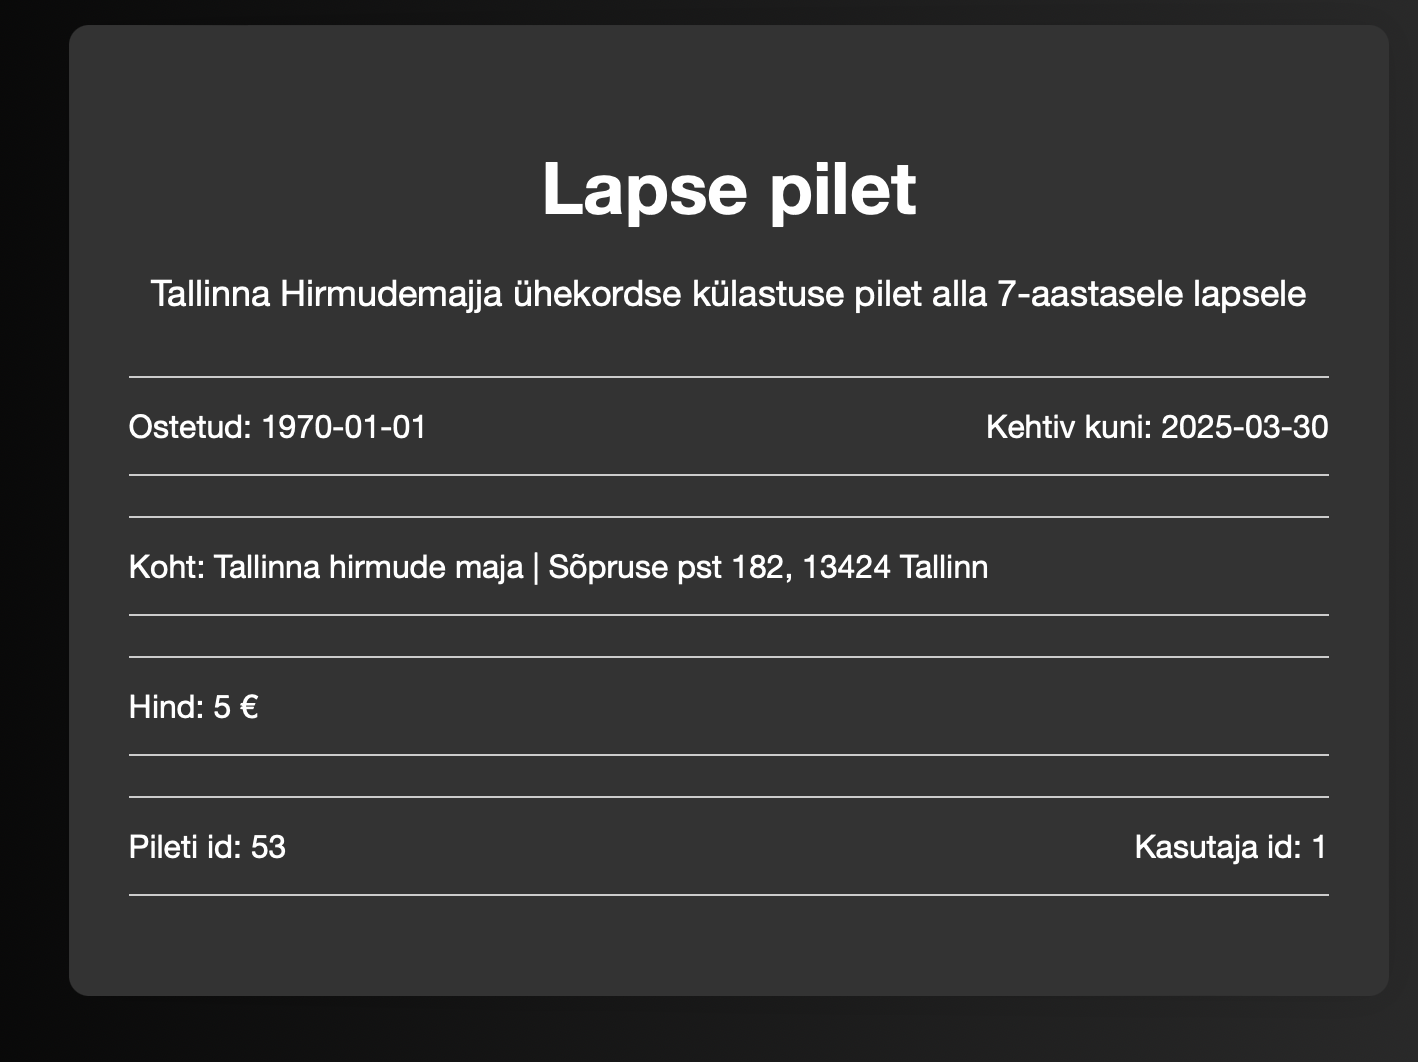 Lapse pilet
Tallinna Hirmudemajja ühekordse külastuse pilet alla 7-aastasele lapsele
Ostetud: 1970-01-01 Kehtiv kuni: 2025-03-30
Koht: Tallinna hirmude maja | Sõpruse pst 182, 13424 Tallinn
Hind: 5 €
Pileti id: 53 Kasutaja id: 1